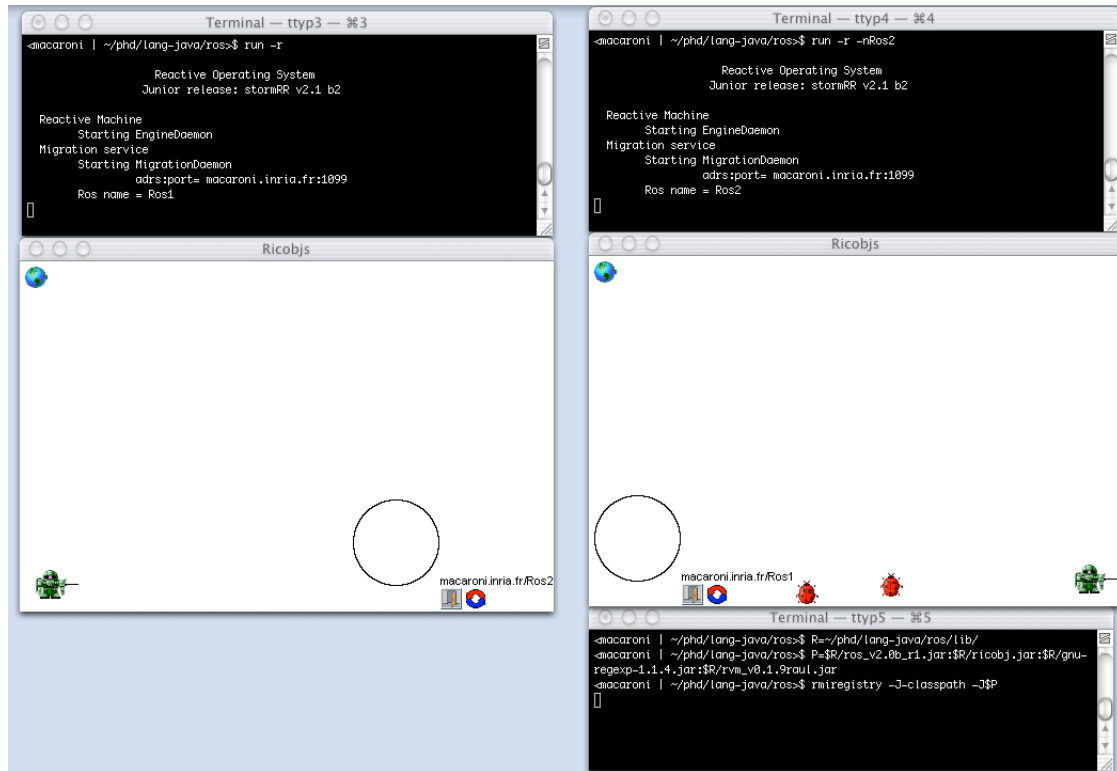 Terminal — ttyp3 — ⌘3
<macaroni | ~/phd/lang-java/ros>$ run -r
Reactive Operating System
Junior release: stormRR v2.1 b2
Reactive Machine
Starting EngineDaemon
Migration service
Starting MigrationDaemon
adrs:port= macaroni.inria.fr:1099
Ros name = Ros1
Ricobjs
macaroni.inria.fr/Ros2
Terminal — ttyp4 — ⌘4
<macaroni | ~/phd/lang-java/ros>$ run -r -nRos2
Reactive Operating System
Junior release: stormRR v2.1 b2
Reactive Machine
Starting EngineDaemon
Migration service
Starting MigrationDaemon
adrs:port= macaroni.inria.fr:1099
Ros name = Ros2
Ricobjs
macaroni.inria.fr/Ros1
Terminal — ttyp5 — ⌘5
<macaroni | ~/phd/lang-java/ros>$ R=~/phd/lang-java/ros/lib/
<macaroni | ~/phd/lang-java/ros>$ P=$R/ros_v2.0b_r1.jar:$R/ricobj.jar:$R/gnu-
regexp-1.1.4.jar:$R/rvm_v0.1.9raul.jar
<macaroni | ~/phd/lang-java/ros>$ rmiregistry -J-classpath -J$P